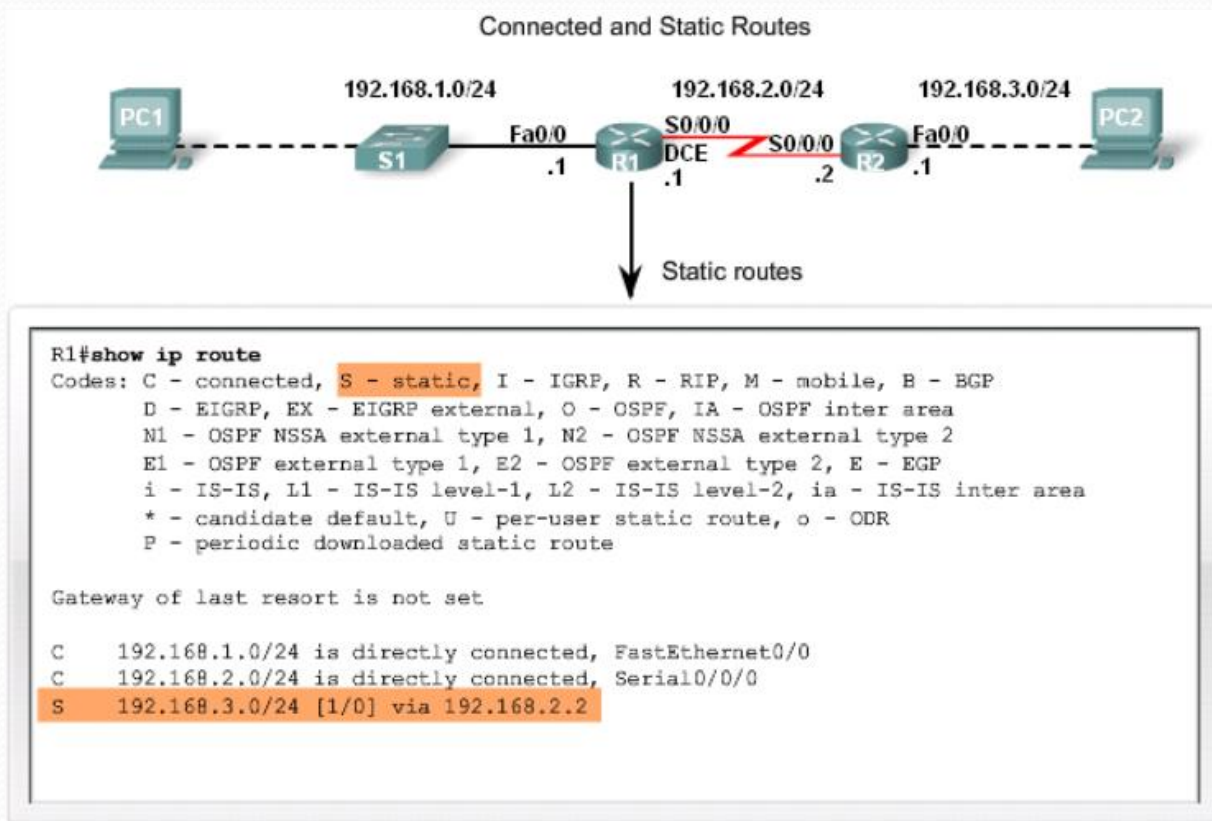 Connected and Static Routes
192.168.1.0/24 192.168.2.0/24 192.168.3.0/24
PC1 S1 Fa0/0 .1 R1 S0/0/0 DCE .1 S0/0/0 .2 R2 Fa0/0 .1 PC2
Static routes
R1#show ip route
Codes: C - connected, S - static, I - IGRP, R - RIP, M - mobile, B - BGP
D - EIGRP, EX - EIGRP external, O - OSPF, IA - OSPF inter area
N1 - OSPF NSSA external type 1, N2 - OSPF NSSA external type 2
E1 - OSPF external type 1, E2 - OSPF external type 2, E - EGP
i - IS-IS, L1 - IS-IS level-1, L2 - IS-IS level-2, ia - IS-IS inter area
* - candidate default, U - per-user static route, o - ODR
P - periodic downloaded static route
Gateway of last resort is not set
C 192.168.1.0/24 is directly connected, FastEthernet0/0
C 192.168.2.0/24 is directly connected, Serial0/0/0
S 192.168.3.0/24 [1/0] via 192.168.2.2